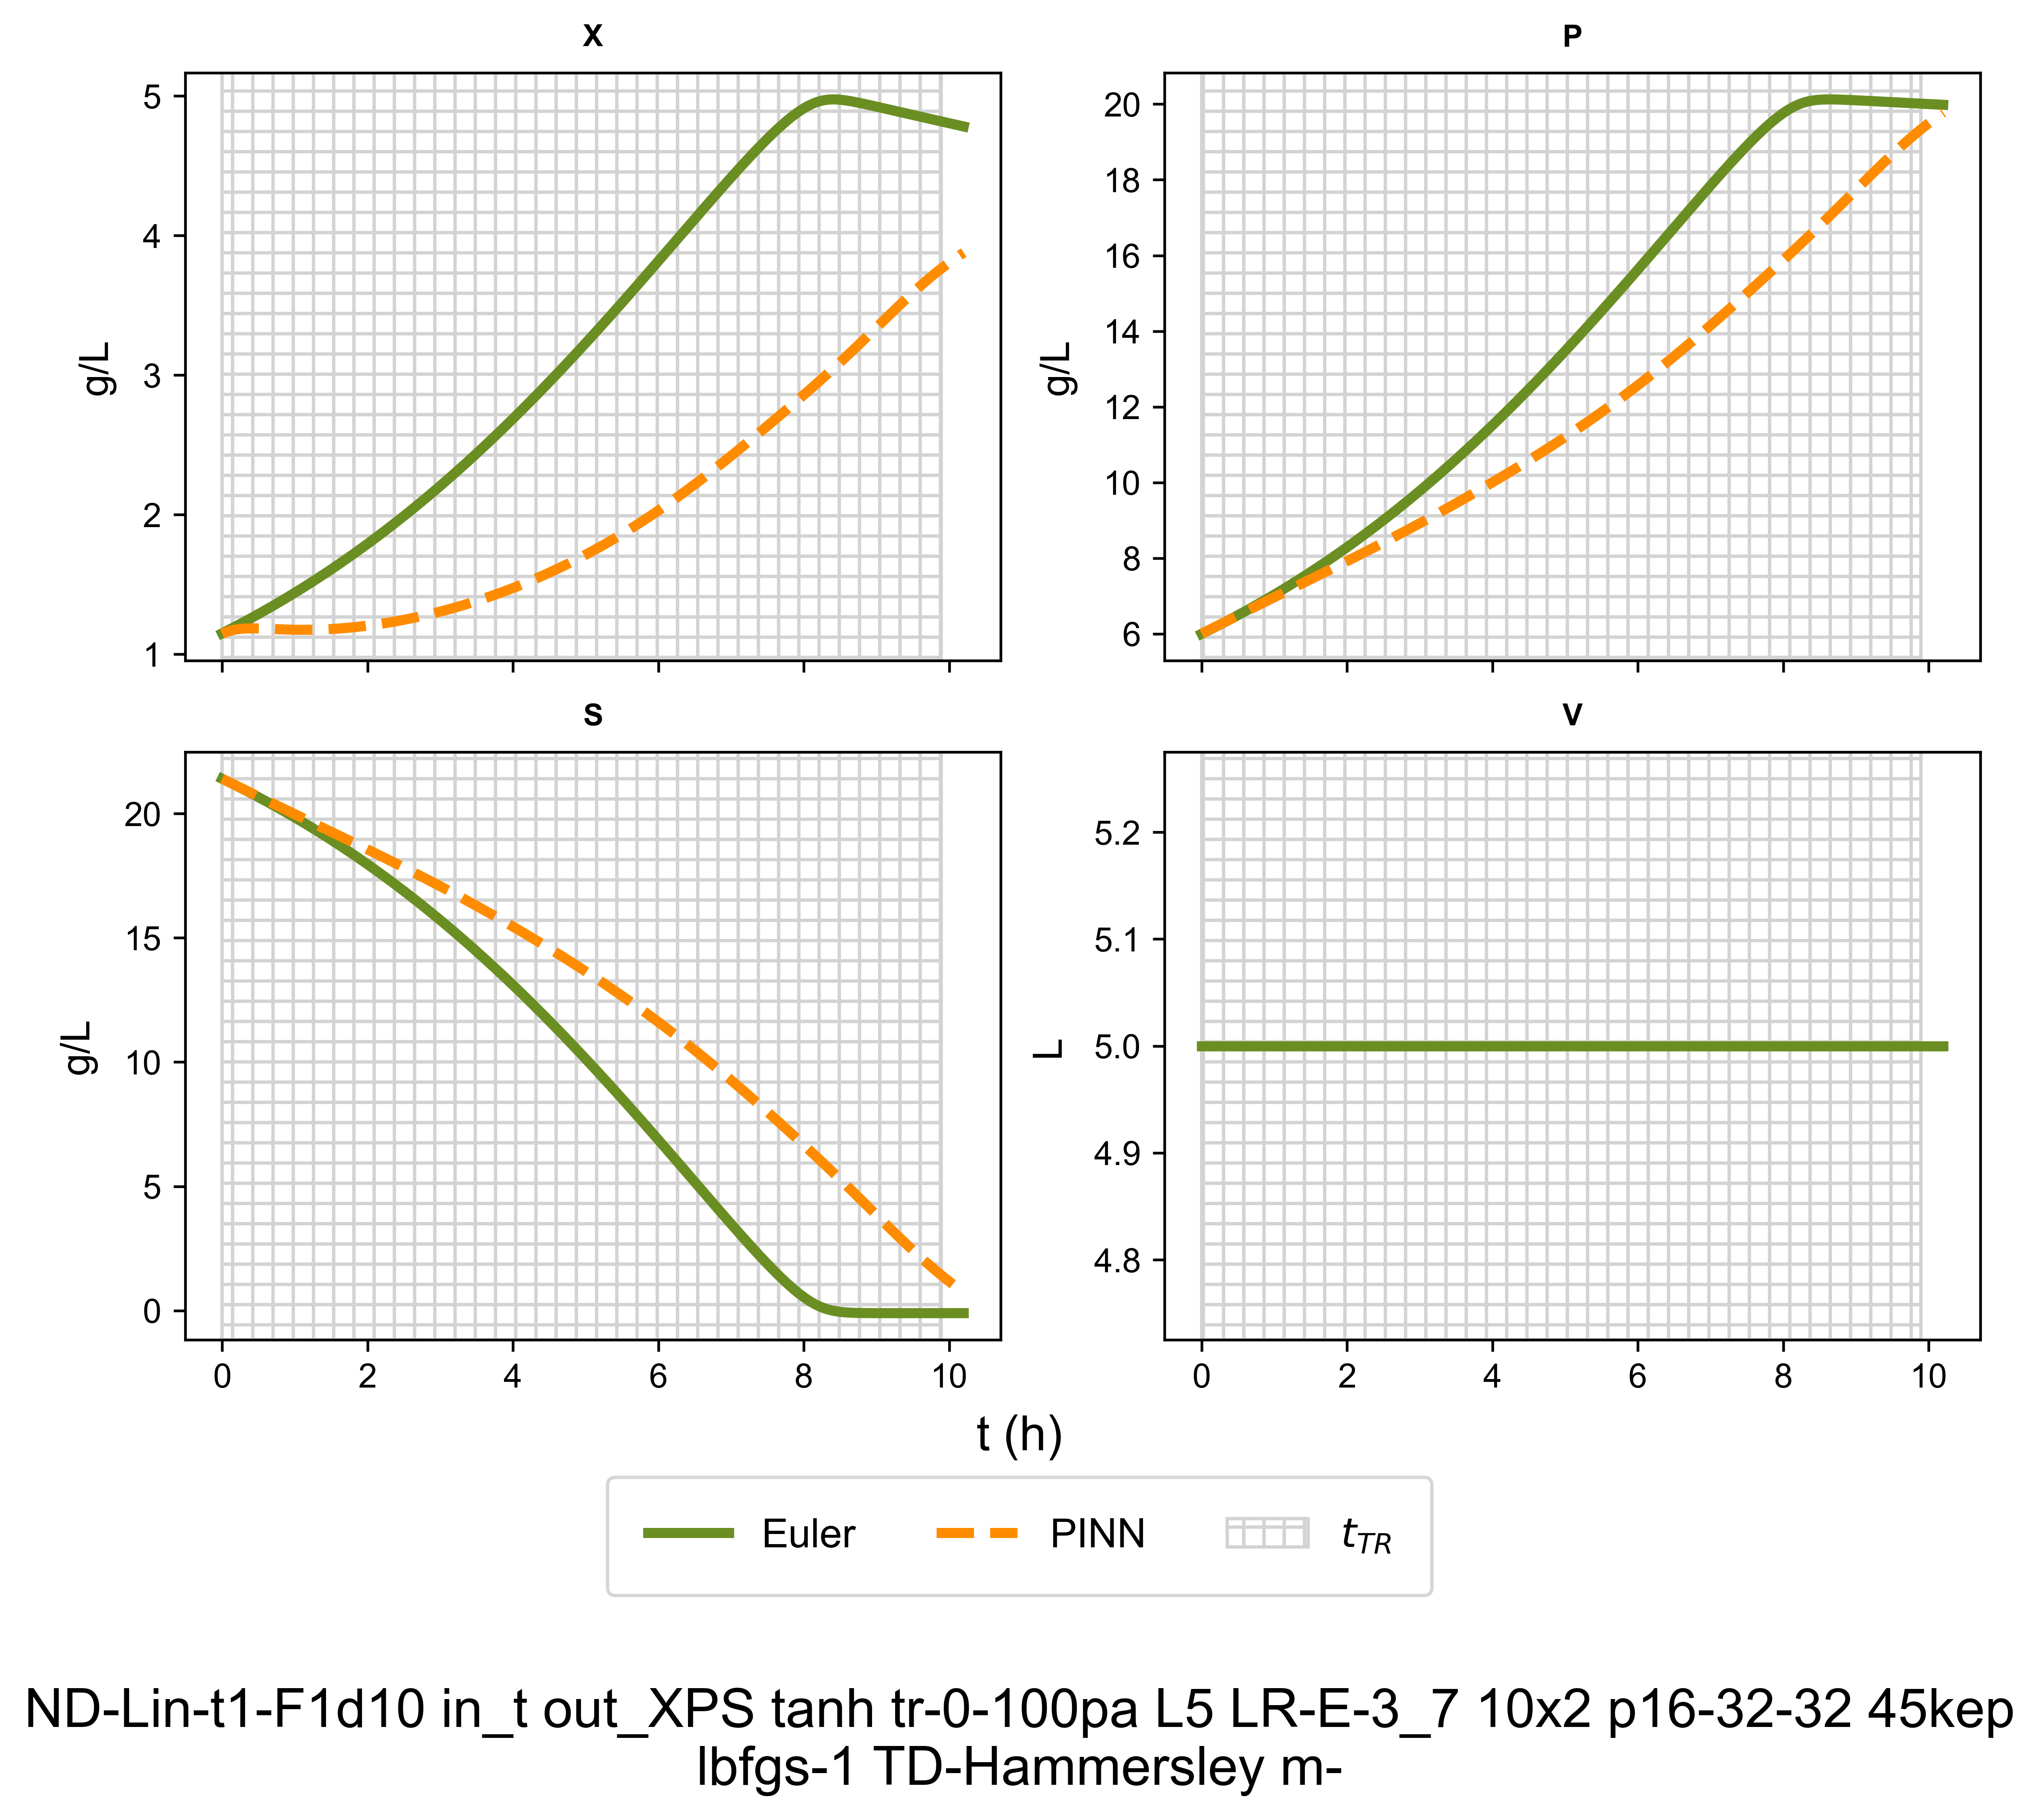 X
P
5
4
3
2
1
g/L
20
18
16
14
12
10
8
6
g/L
S
V
20
15
10
5
0
g/L
5.2
5.1
5.0
4.9
4.8
L
0 2 4 6 8 10
0 2 4 6 8 10
t (h)
Euler PINN t_TR
ND-Lin-t1-F1d10 in_t out_XPS tanh tr-0-100pa L5 LR-E-3_7 10x2 p16-32-32 45kep
lbfgs-1 TD-Hammersley m-